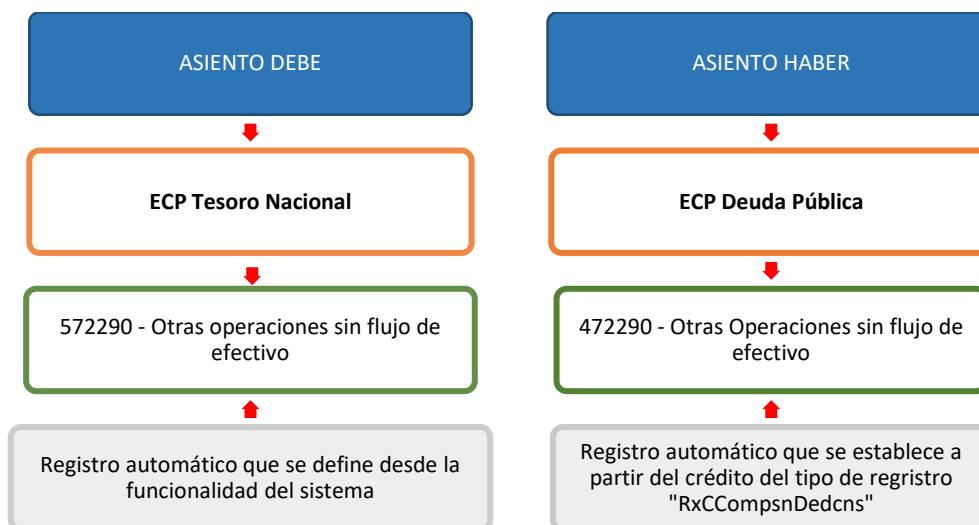 ASIENTO DEBE
ECP Tesoro Nacional
572290 - Otras operaciones sin flujo de
efectivo
Registro automático que se define desde la
funcionalidad del sistema
ASIENTO HABER
ECP Deuda Pública
472290 - Otras Operaciones sin flujo de
efectivo
Registro automático que se establece a
partir del crédito del tipo de regristro
"RxCCompsnDedcns"